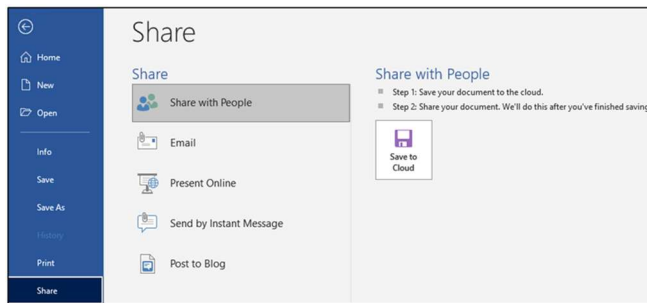 Share
Home
New
Open
Info
Save
Save As
History
Print
Share
Share
Share with People
Email
Present Online
Send by Instant Message
Post to Blog
Share with People
Step 1: Save your document to the cloud.
Step 2: Share your document. We'll do this after you've finished saving
Save to
Cloud